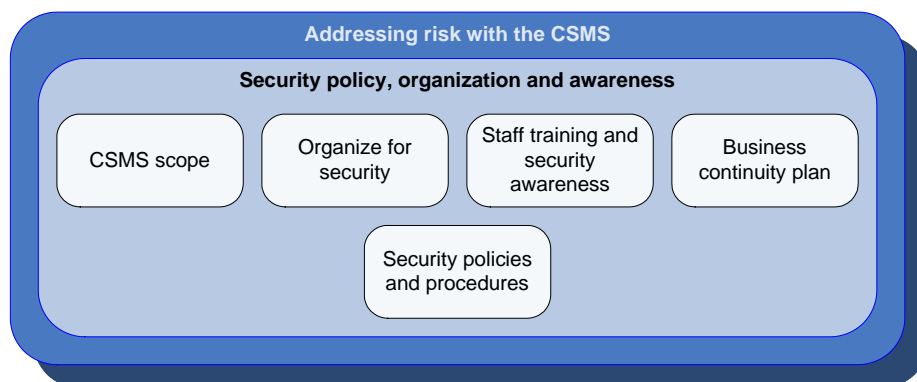 Addressing risk with the CSMS
Security policy, organization and awareness
CSMS scope
Organize for
security
Staff training and
security
awareness
Business
continuity plan
Security policies
and procedures